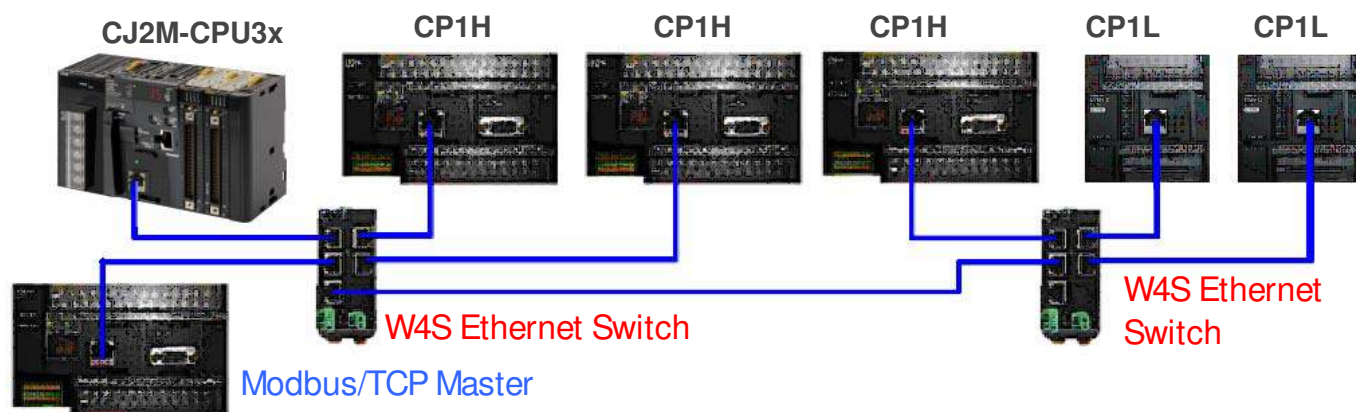 CJ2M-CPU3x
CP1H
CP1H
CP1H
CP1L
CP1L
W4S Ethernet Switch
W4S Ethernet
Switch
Modbus/TCP Master